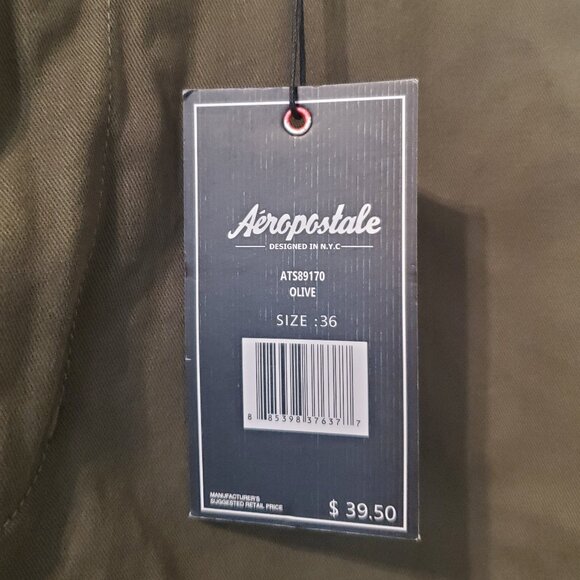 Aéropostale
DESIGNED IN N.Y.C
ATS89170
OLIVE
SIZE :36
8 85398 37637 7
MANUFACTURER'S
SUGGESTED RETAIL PRICE
$ 39.50